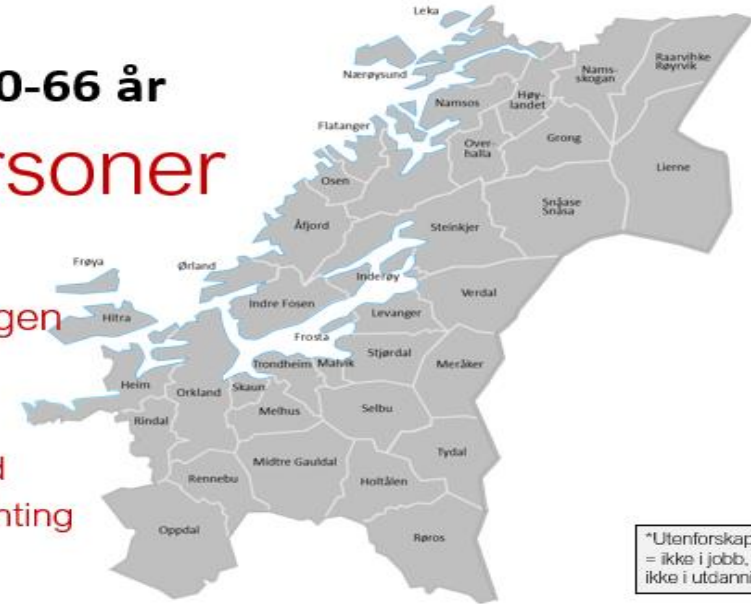 0-66 år
rsoner
gen
d
nting
Leka
Nærøysund
Flatanger
Osen
Åfjord
Namsos
Høy-
landet
Nams-
skogan
Raarvihke
Røyrvik
Over-
halla
Grong
Lierne
Snåase
Snåsa
Steinkjer
Frøya
Ørland
Hitra
Indre Fosen
Inderøy
Verdal
Levanger
Frosta
Stjørdal
Meråker
Trondheim
Malvik
Heim
Orkland
Skaun
Rindal
Melhus
Selbu
Tydal
Midtre Gauldal
Rennebu
Holtålen
Oppdal
Røros
*Utenforskap
= ikke i jobb,
ikke i utdanni